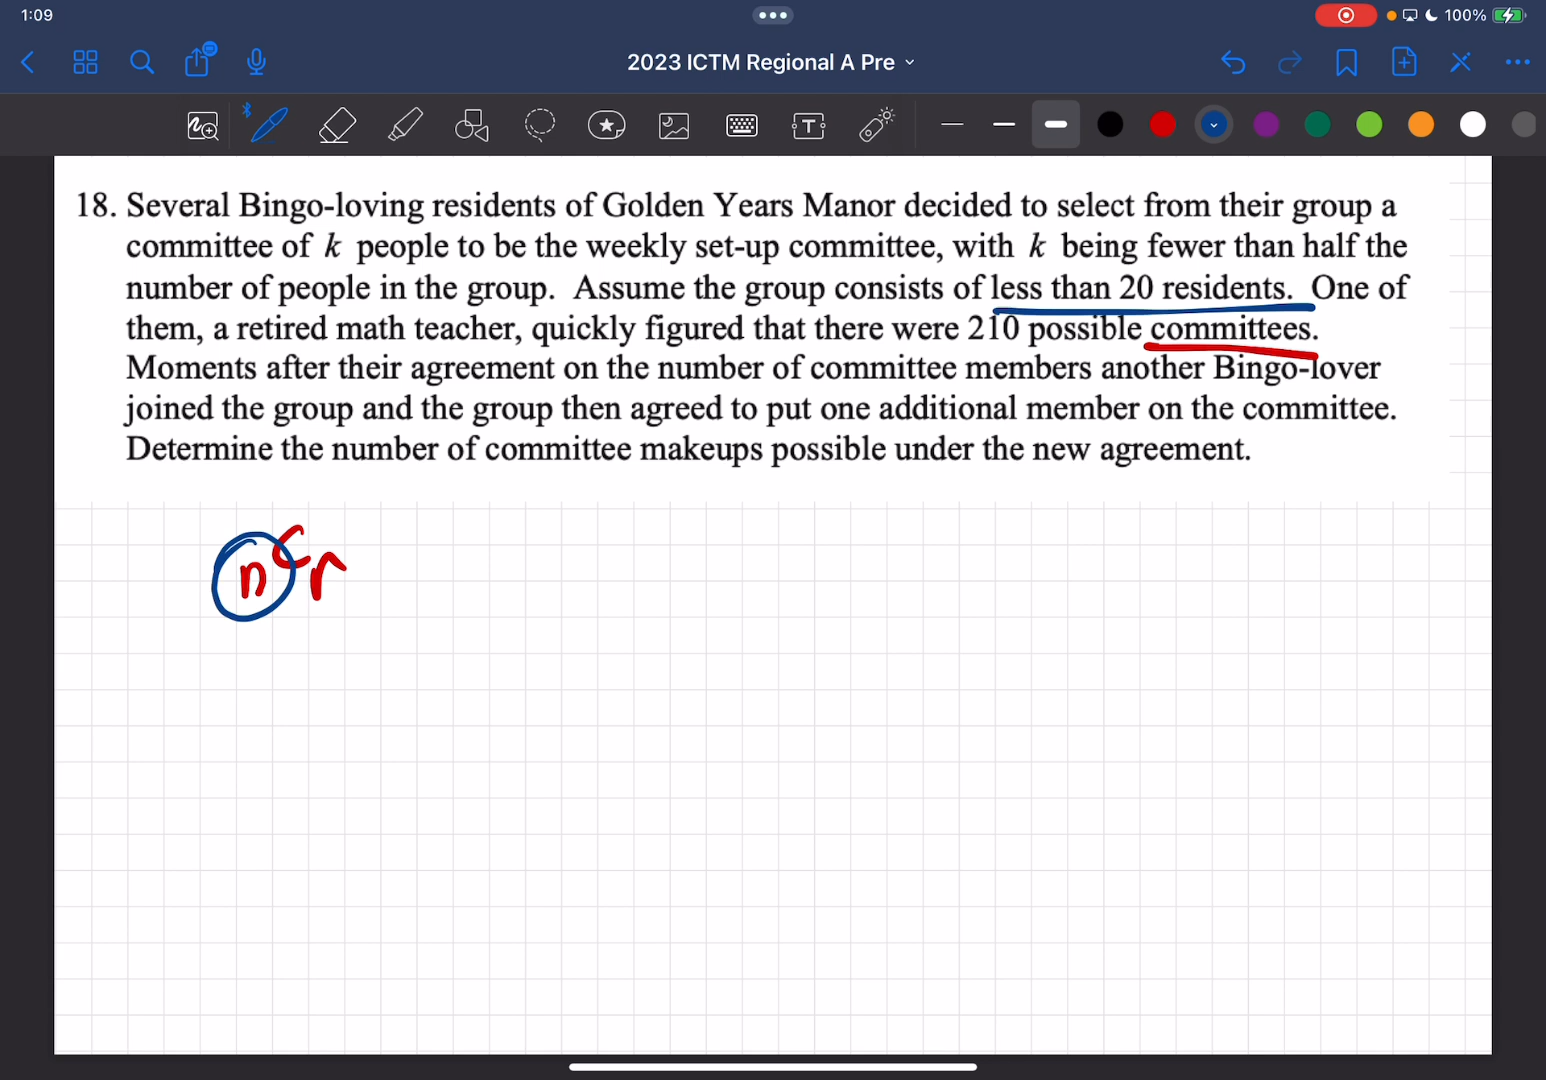 1:09
100%
2023 ICTM Regional A Pre
T
18. Several Bingo-loving residents of Golden Years Manor decided to select from their group a
committee of k people to be the weekly set-up committee, with k being fewer than half the
number of people in the group. Assume the group consists of less than 20 residents. One of
them, a retired math teacher, quickly figured that there were 210 possible committees.
Moments after their agreement on the number of committee members another Bingo-lover
joined the group and the group then agreed to put one additional member on the committee.
Determine the number of committee makeups possible under the new agreement.
nCr